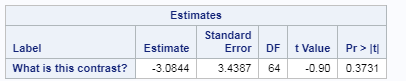 Estimates
Label Estimate Standard Error DF t Value Pr > |t|
What is this contrast? -3.0844 3.4387 64 -0.90 0.3731